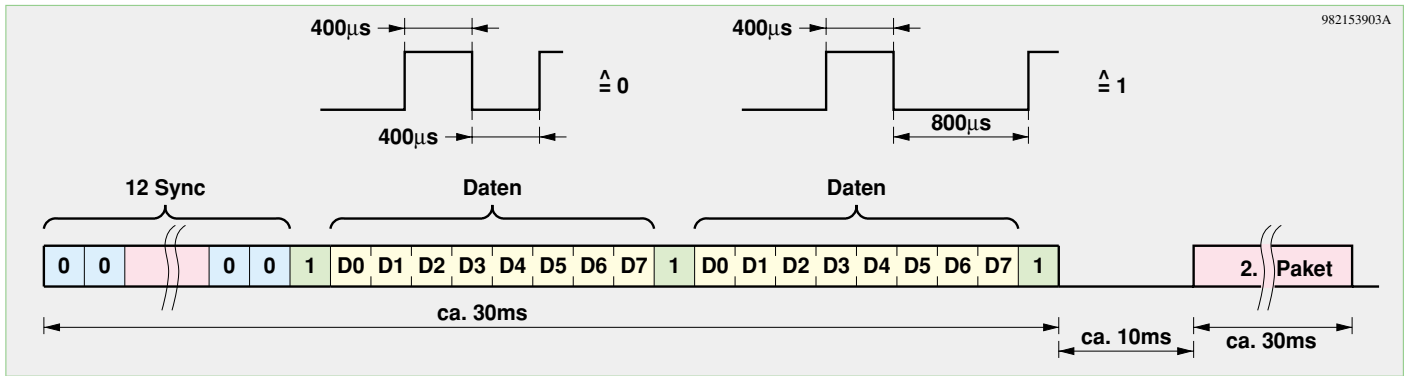 982153903A
400µs
400µs
≙ 0
≙ 1
400µs
800µs
12 Sync
Daten
Daten
0 0 0 0 1 D0 D1 D2 D3 D4 D5 D6 D7 1 D0 D1 D2 D3 D4 D5 D6 D7 1 2. Paket
ca. 30ms
ca. 10ms
ca. 30ms